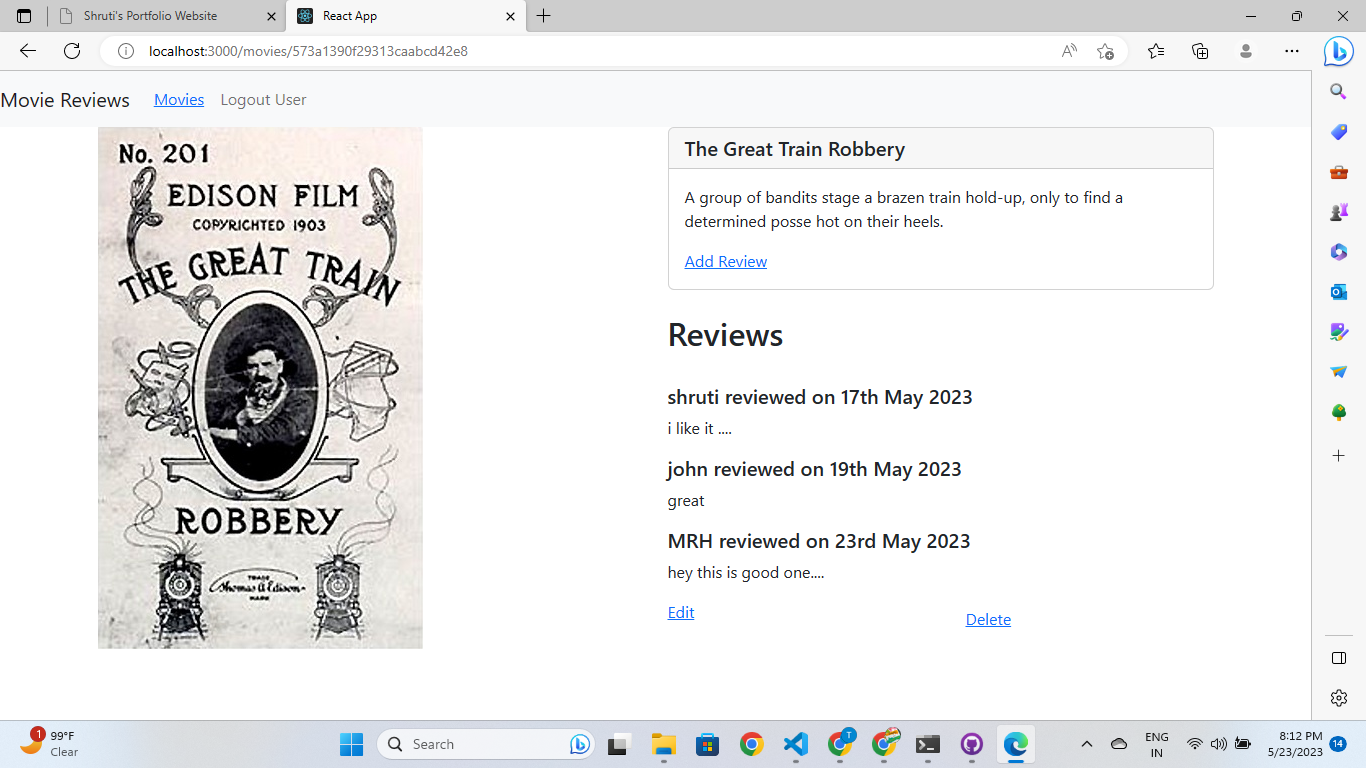 Shruti's Portfolio Website
React App
localhost:3000/movies/573a1390f29313caabcd42e8
Movie Reviews
Movies
Logout User
No. 201
EDISON FILM
COPYRIGHTED 1903
THE GREAT TRAIN
ROBBERY
TRADE
Thomas A Edison
MARK
The Great Train Robbery
A group of bandits stage a brazen train hold-up, only to find a
determined posse hot on their heels.
Add Review
Reviews
shruti reviewed on 17th May 2023
i like it ....
john reviewed on 19th May 2023
great
MRH reviewed on 23rd May 2023
hey this is good one....
Edit
Delete
1
99°F
Clear
Search
T
ENG
IN
8:12 PM
5/23/2023
14